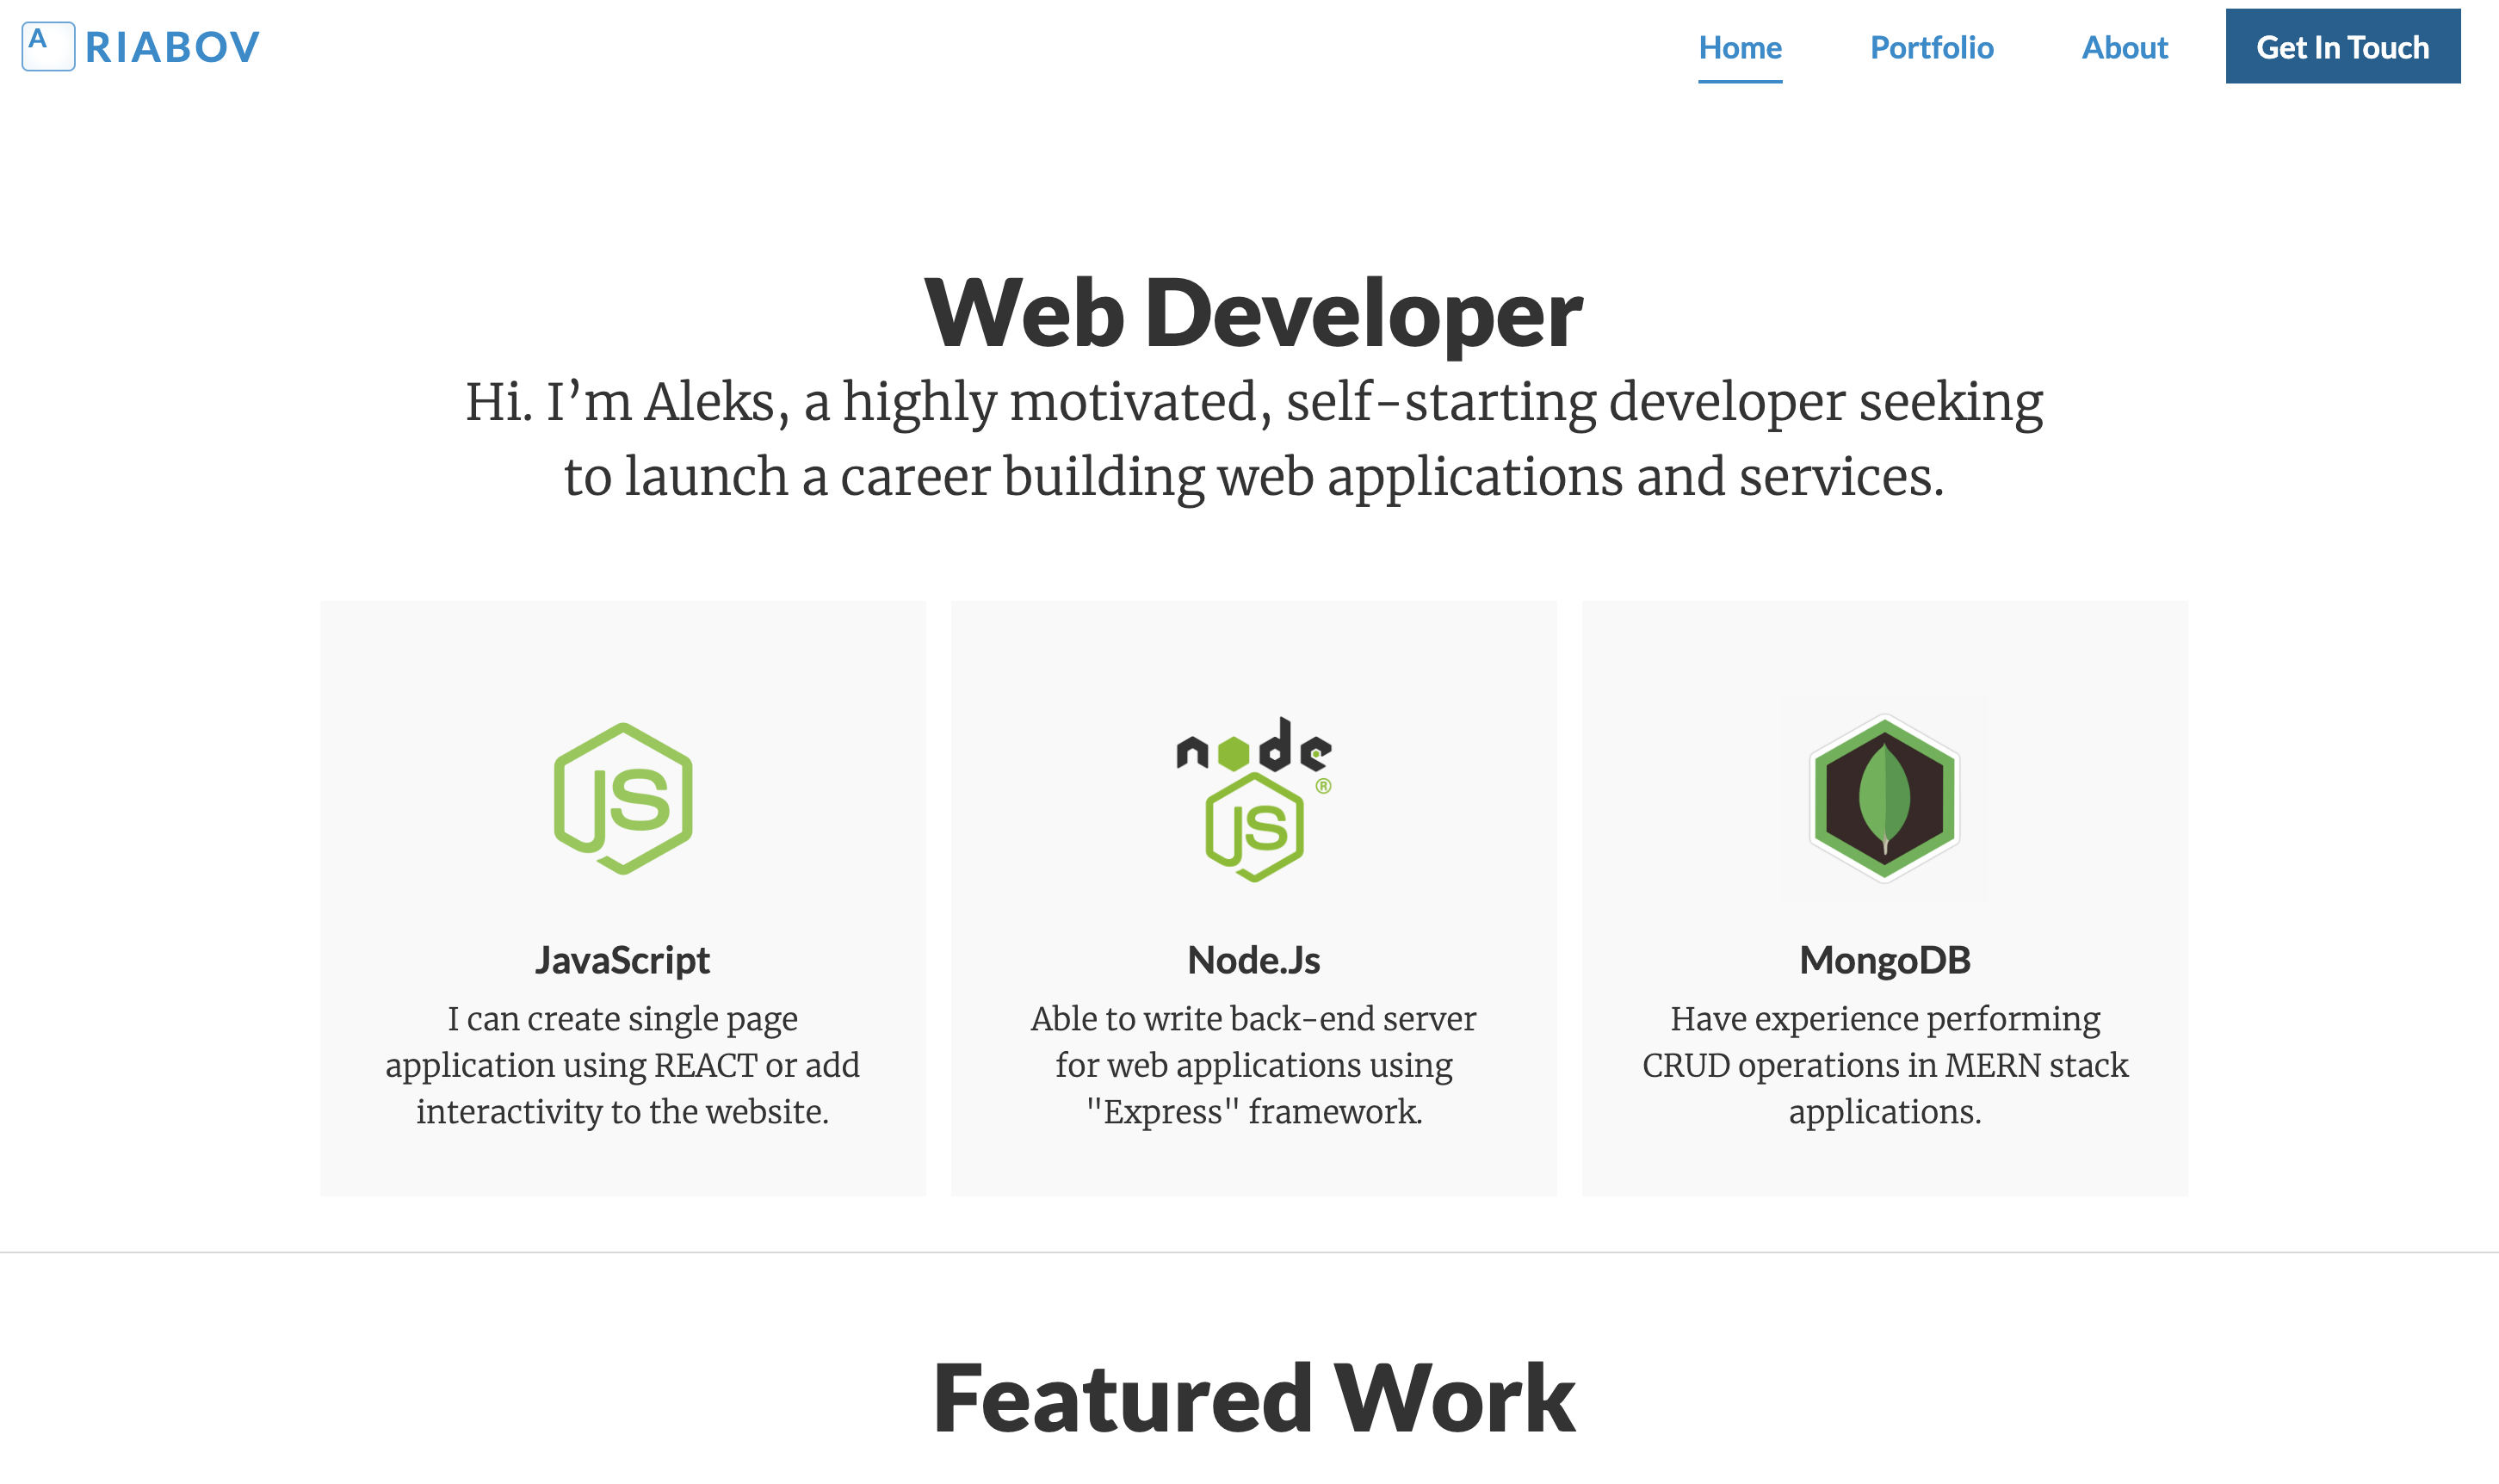 A RIABOV
Home Portfolio About Get In Touch
Web Developer
Hi. I’m Aleks, a highly motivated, self-starting developer seeking
to launch a career building web applications and services.
JS
node
JS ®
JavaScript
I can create single page
application using REACT or add
interactivity to the website.
Node.Js
Able to write back-end server
for web applications using
"Express" framework.
MongoDB
Have experience performing
CRUD operations in MERN stack
applications.
Featured Work